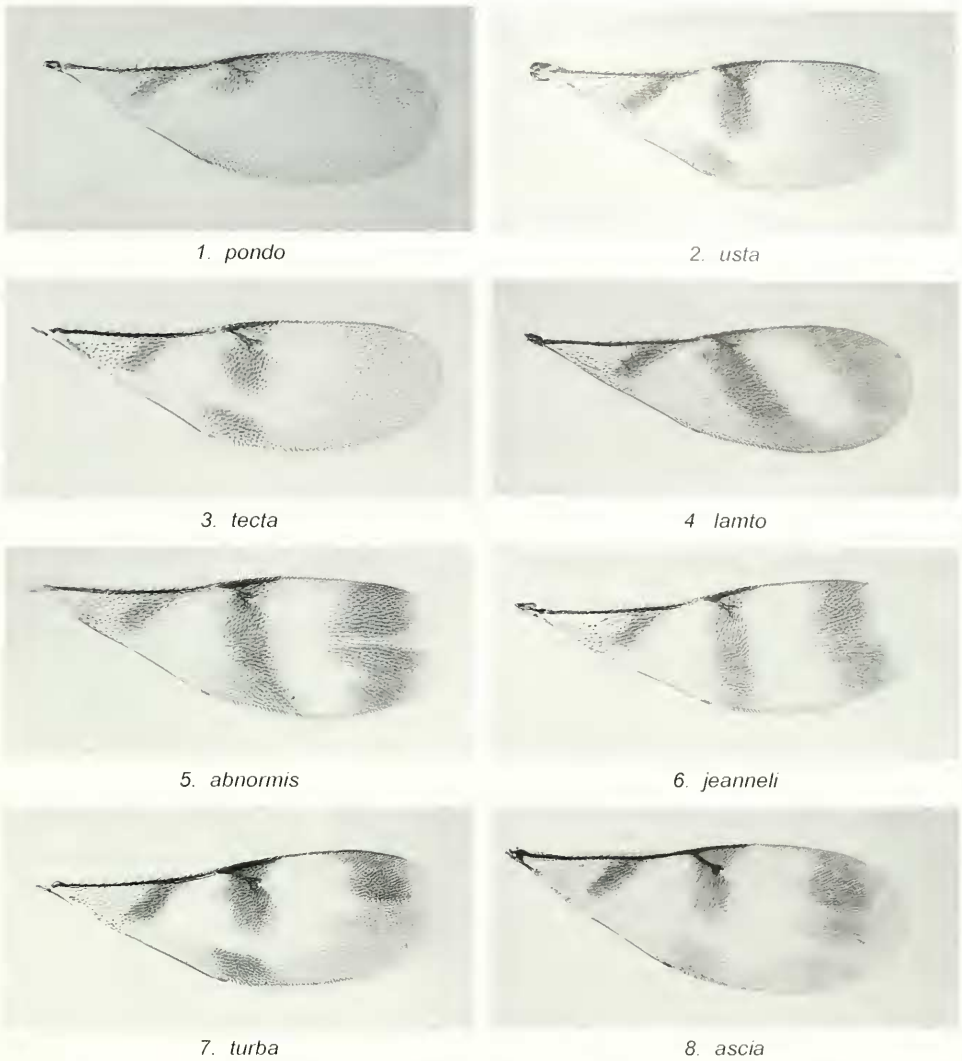 1. pondo
2. usta
3. tecta
4 lamto
5. abnormis
6. jeanneli
7. turba
8. ascia